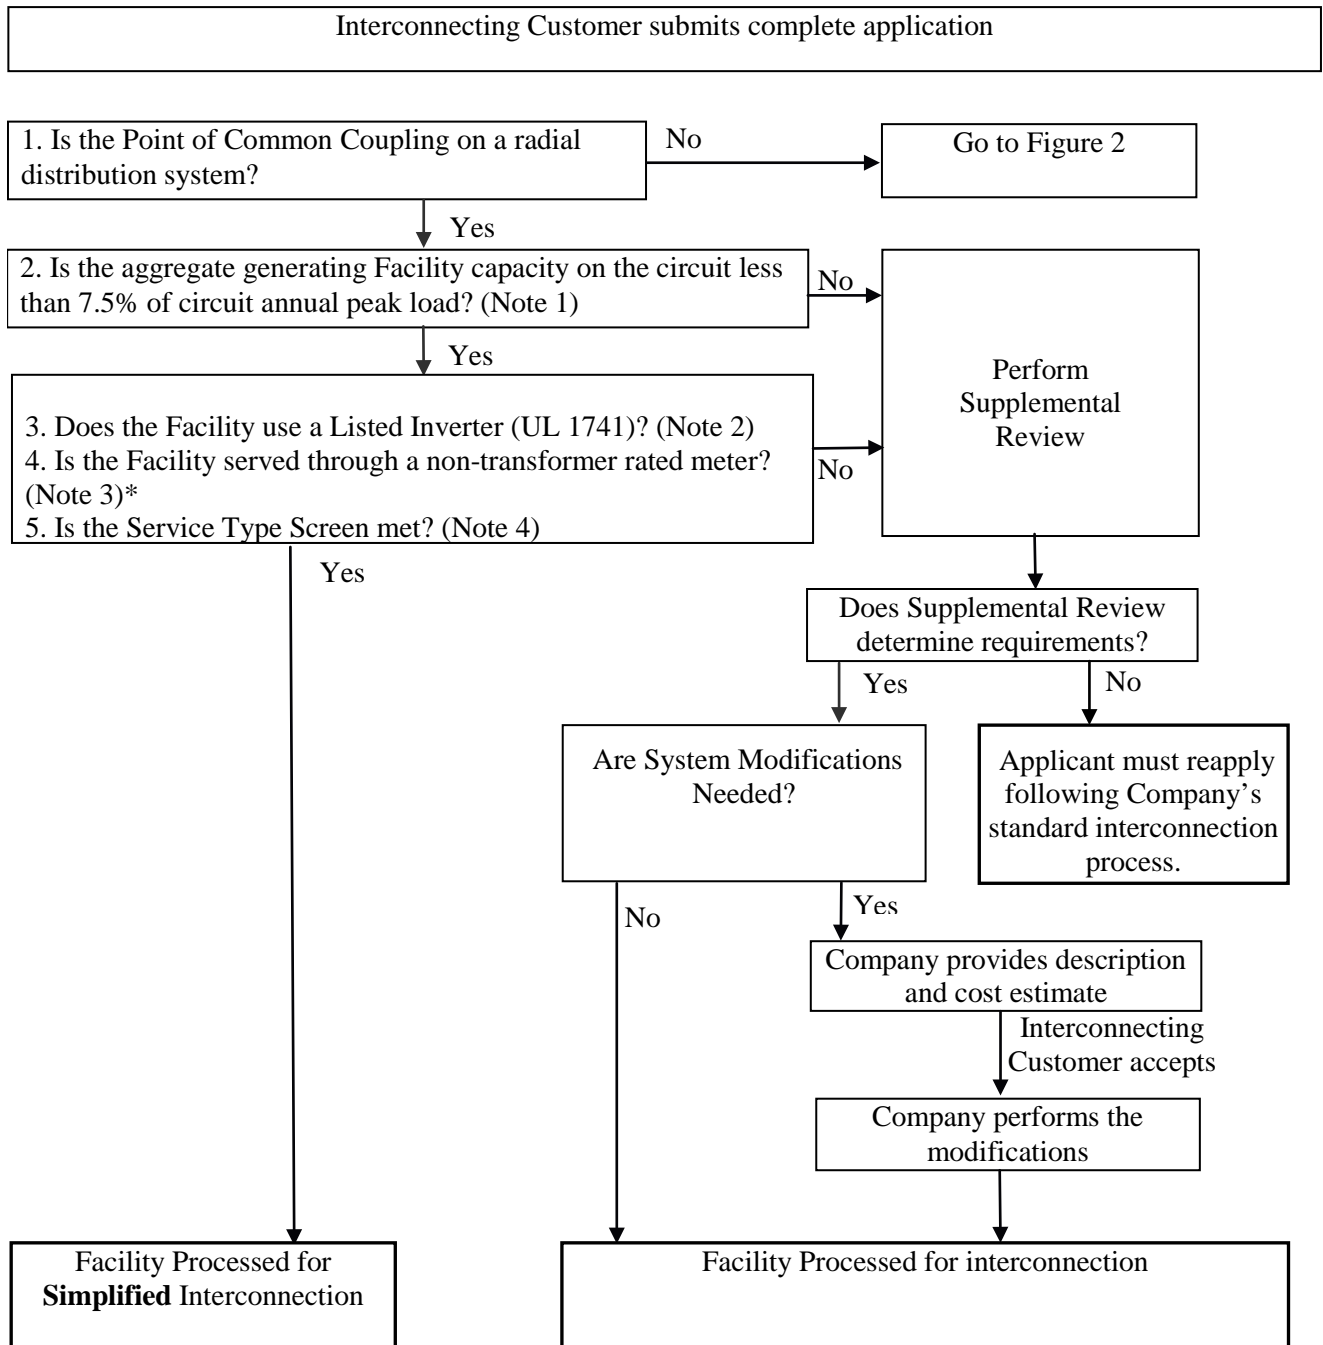 Interconnecting Customer submits complete application
1. Is the Point of Common Coupling on a radial
distribution system?
No
Go to Figure 2
Yes
2. Is the aggregate generating Facility capacity on the circuit less
than 7.5% of circuit annual peak load? (Note 1)
No
Yes
Perform
Supplemental
Review
3. Does the Facility use a Listed Inverter (UL 1741)? (Note 2)
4. Is the Facility served through a non-transformer rated meter?
(Note 3)*
5. Is the Service Type Screen met? (Note 4)
No
Yes
Does Supplemental Review
determine requirements?
Yes
No
Are System Modifications
Needed?
Applicant must reapply
following Company’s
standard interconnection
process.
No
Yes
Company provides description
and cost estimate
Interconnecting
Customer accepts
Company performs the
modifications
Facility Processed for
Simplified Interconnection
Facility Processed for interconnection